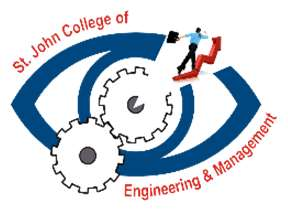 St. John College of
Engineering & Management